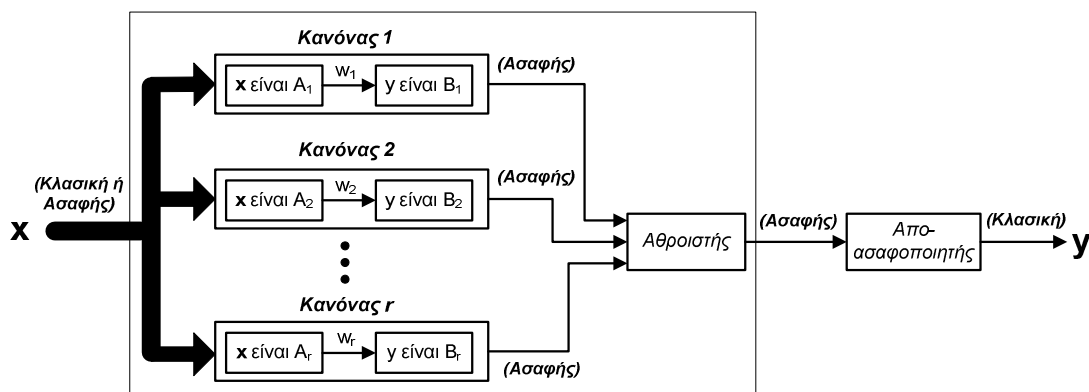 Κανόνας 1
x είναι A1
w1
y είναι B1
(Ασαφής)
Κανόνας 2
x είναι A2
w2
y είναι B2
(Ασαφής)
(Κλασική ή
Ασαφής)
x
Αθροιστής
(Ασαφής)
Απο-
ασαφοποιητής
(Κλασική)
y
Κανόνας r
x είναι Ar
wr
y είναι Br
(Ασαφής)